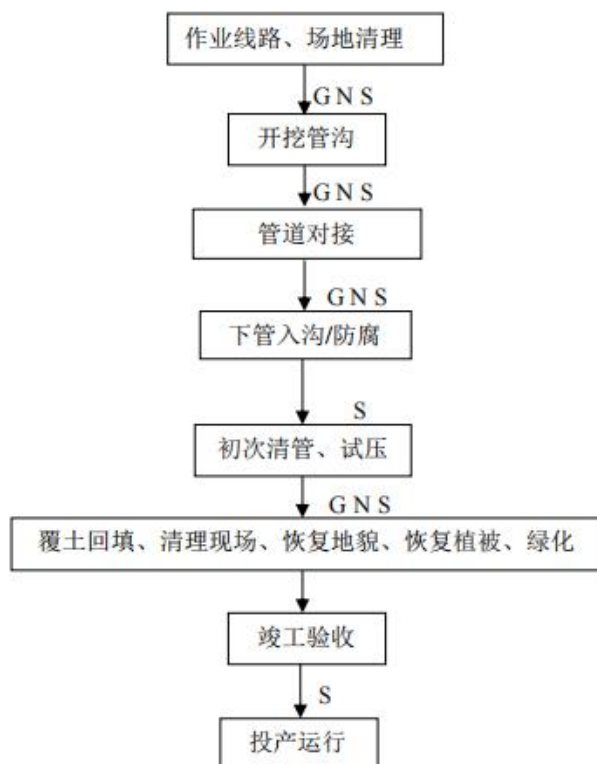 作业线路、场地清理
G N S
开挖管沟
G N S
管道对接
G N S
下管入沟/防腐
S
初次清管、试压
G N S
覆土回填、清理现场、恢复地貌、恢复植被、绿化
竣工验收
S
投产运行